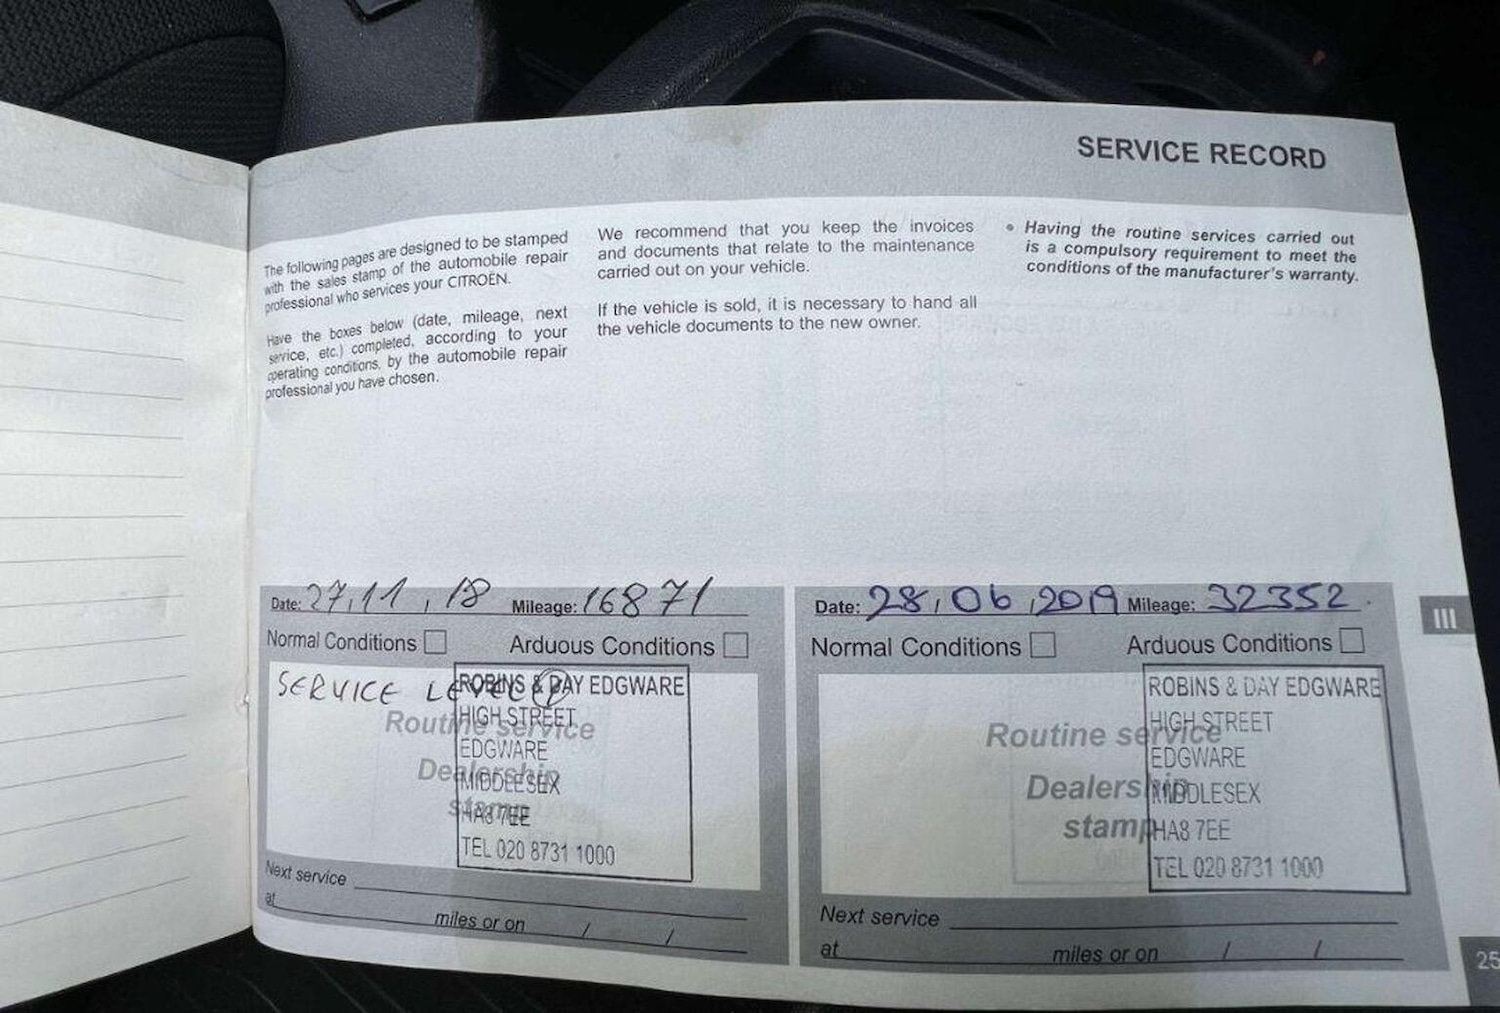 SERVICE RECORD
The following pages are designed to be stamped
with the sales stamp of the automobile repair
professional who services your CITROËN.
Have the boxes below (date, mileage, next
service, etc.) completed, according to your
operating conditions, by the automobile repair
professional you have chosen.
We recommend that you keep the invoices
and documents that relate to the maintenance
carried out on your vehicle.
If the vehicle is sold, it is necessary to hand all
the vehicle documents to the new owner.
• Having the routine services carried out
is a compulsory requirement to meet the
conditions of the manufacturer's warranty.
Date: 27/11/18 Mileage: 16871
Normal Conditions Arduous Conditions
SERVICE LEVEL
Routine service
Dealership
stamp
ROBINS & DAY EDGWARE
HIGH STREET
EDGWARE
MIDDLESEX
HA8 7EE
TEL 020 8731 1000
Next service
at miles or on / /
Date: 28/06/2019 Mileage: 32352
Normal Conditions Arduous Conditions
Routine service
Dealership
stamp
ROBINS & DAY EDGWARE
HIGH STREET
EDGWARE
MIDDLESEX
HA8 7EE
TEL 020 8731 1000
Next service
at miles or on / /
III
25